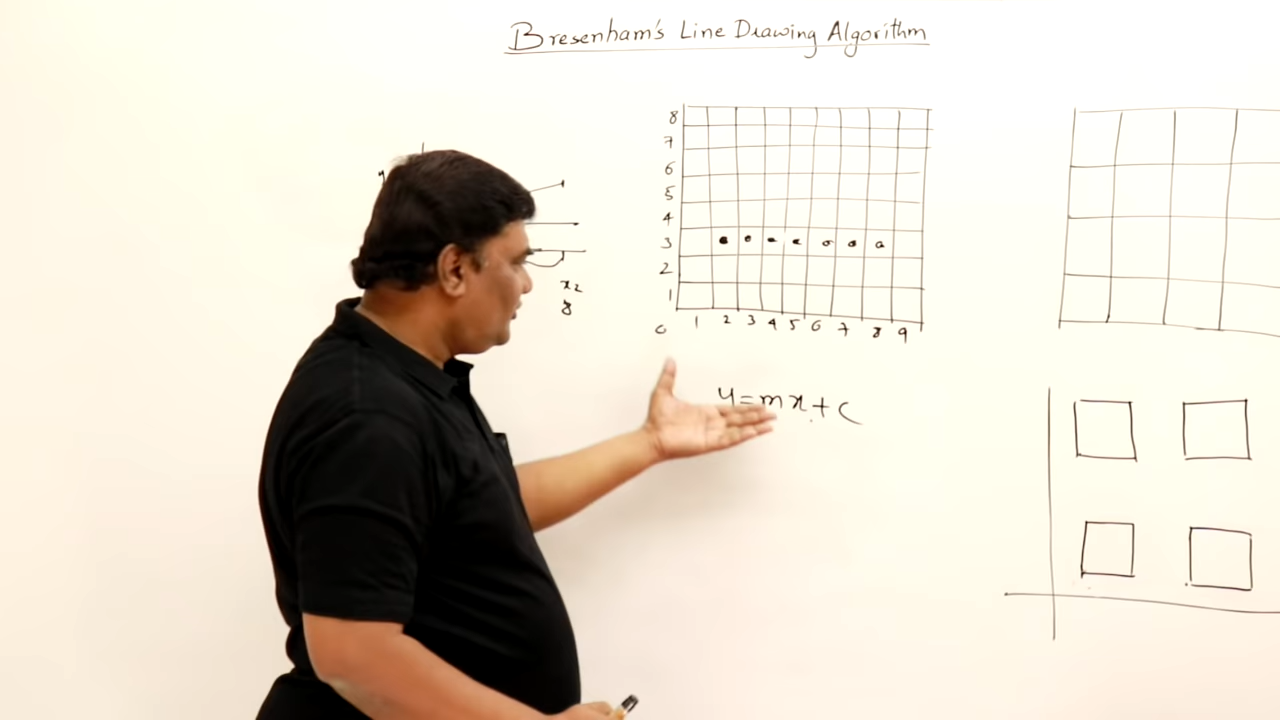 Bresenham's Line Drawing Algorithm
y
x2
8
8
7
6
5
4
3
2
1
0 1 2 3 4 5 6 7 8 9
y=mx+c